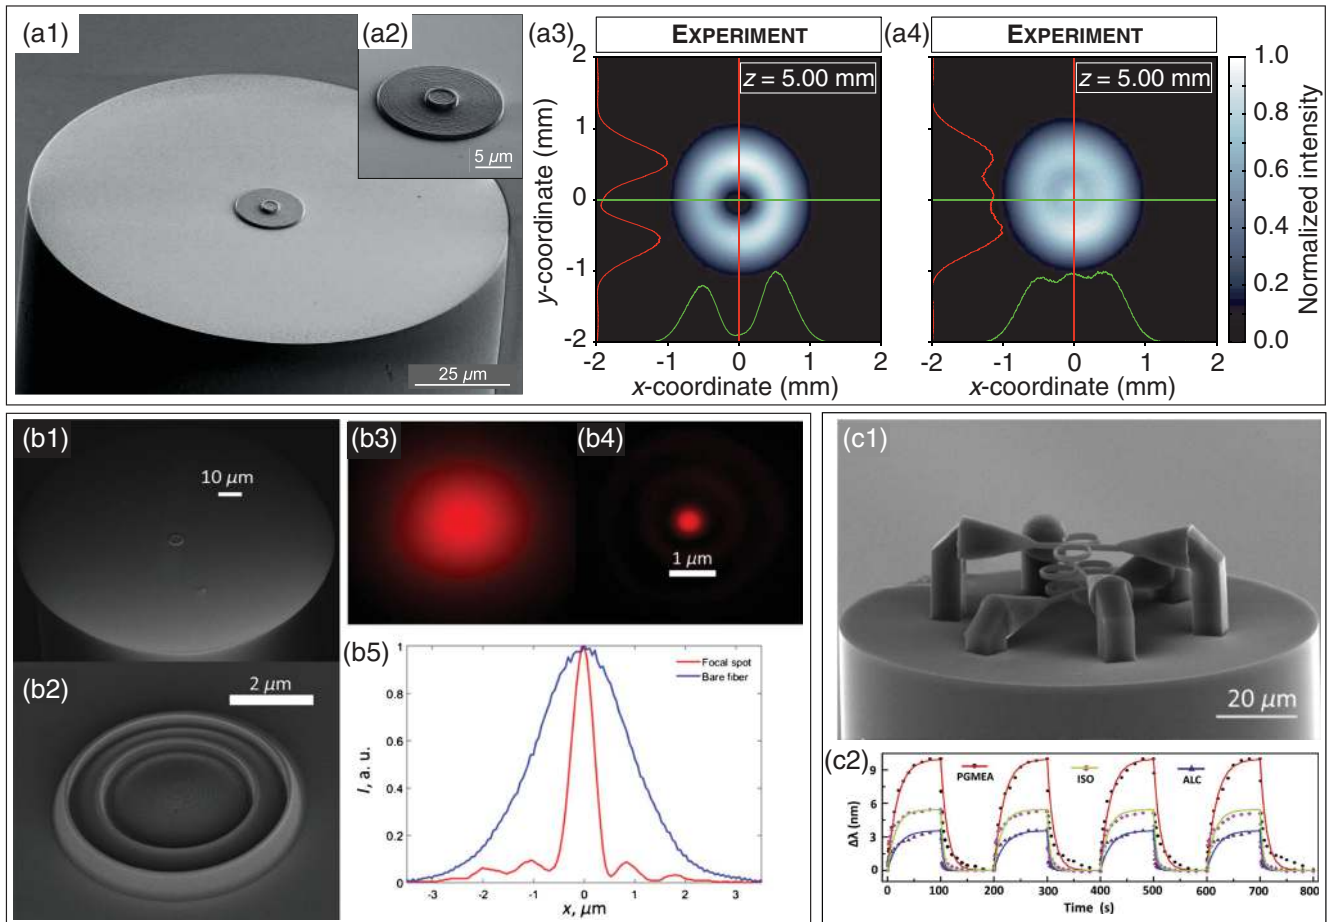 (a1)
(a2)
5 μm
25 μm
(a3)
EXPERIMENT
z = 5.00 mm
2
1
0
-1
-2
y-coordinate (mm)
-2 -1 0 1 2
x-coordinate (mm)
(a4)
EXPERIMENT
z = 5.00 mm
-2 -1 0 1 2
x-coordinate (mm)
1.0
0.8
0.6
0.4
0.2
0.0
Normalized intensity
(b1)
10 μm
(b2)
2 μm
(b3)
(b4)
1 μm
(b5)
Focal spot
Bare fiber
1
0.8
0.6
0.4
0.2
0
I, a. u.
-3 -2 -1 0 1 2 3
x, μm
(c1)
20 μm
(c2)
PGMEA
ISO
ALC
9
6
3
0
Δλ (nm)
0 100 200 300 400 500 600 700 800
Time (s)